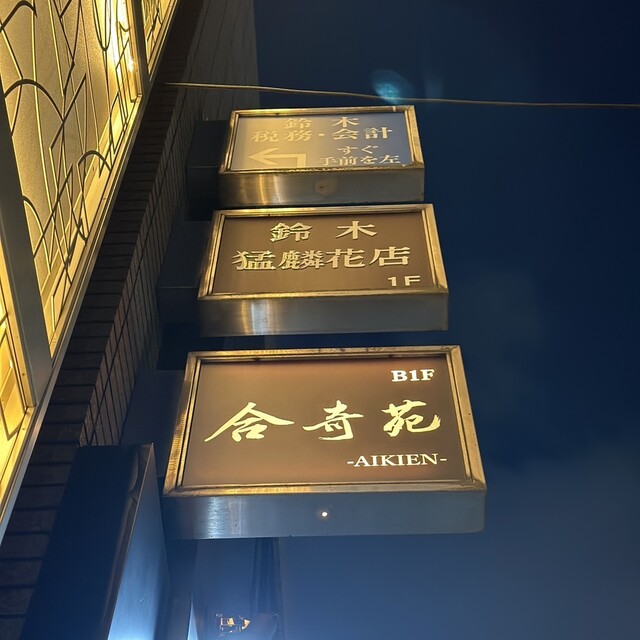 鈴木
税務・会計
すぐ
手前を左
鈴木
猛麟花店
1F
B1F
合奇苑
-AIKIEN-